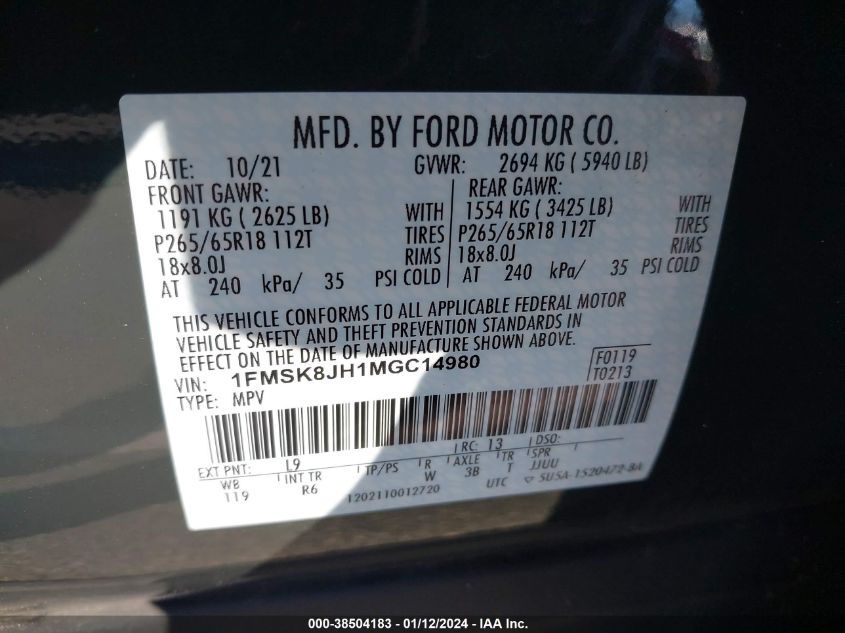 MFD. BY FORD MOTOR CO.
DATE: 10/21 GVWR: 2694 KG ( 5940 LB)
FRONT GAWR: REAR GAWR:
1191 KG ( 2625 LB) WITH 1554 KG ( 3425 LB) WITH
P265/65R18 112T TIRES P265/65R18 112T TIRES
18x8.0J RIMS 18x8.0J RIMS
AT 240 kPa/ 35 PSI COLD AT 240 kPa/ 35 PSI COLD
THIS VEHICLE CONFORMS TO ALL APPLICABLE FEDERAL MOTOR
VEHICLE SAFETY AND THEFT PREVENTION STANDARDS IN
EFFECT ON THE DATE OF MANUFACTURE SHOWN ABOVE.
VIN: 1FMSK8JH1MGC14980 F0119
TYPE: MPV T0213
EXT PNT: L9 RC: 13 DSO:
WB INT TR TP/PS R AXLE TR SPR
119 R6 W 3B T JJUU
1202110012720 UTC 5U5A-1520472-BA
000-38504183 - 01/12/2024 - IAA Inc.